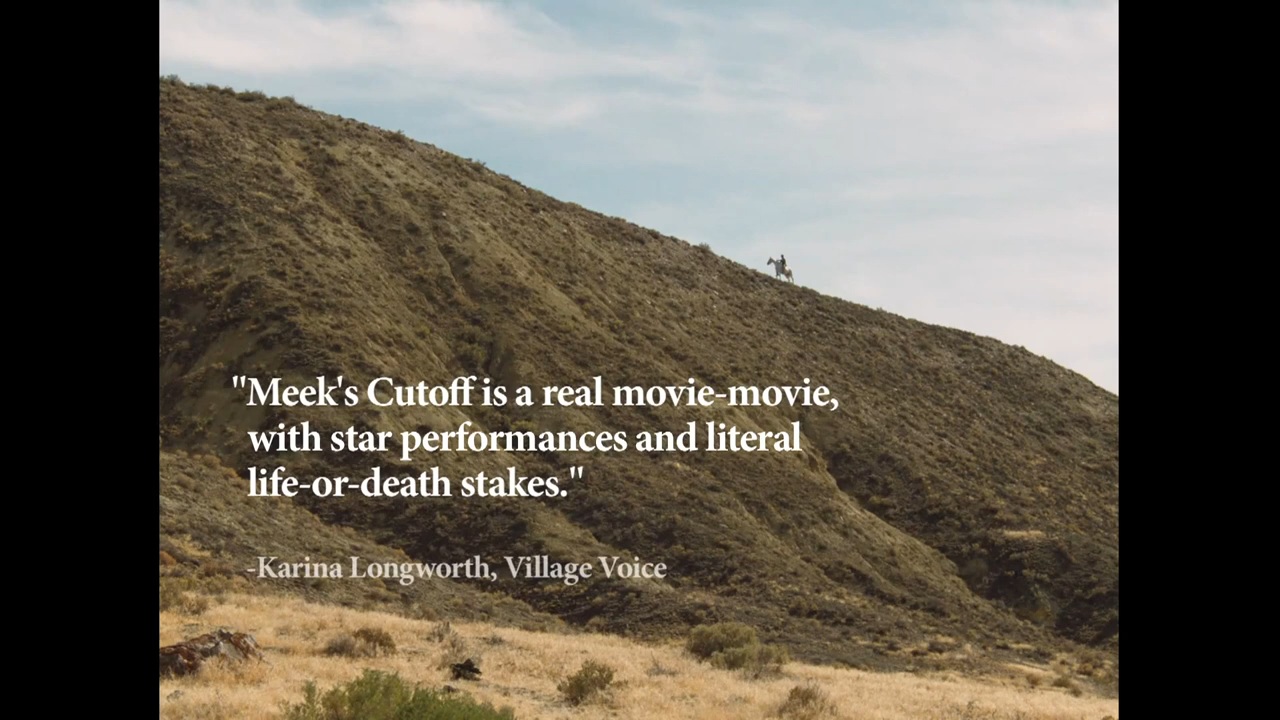 "Meek's Cutoff is a real movie-movie,
with star performances and literal
life-or-death stakes."
-Karina Longworth, Village Voice